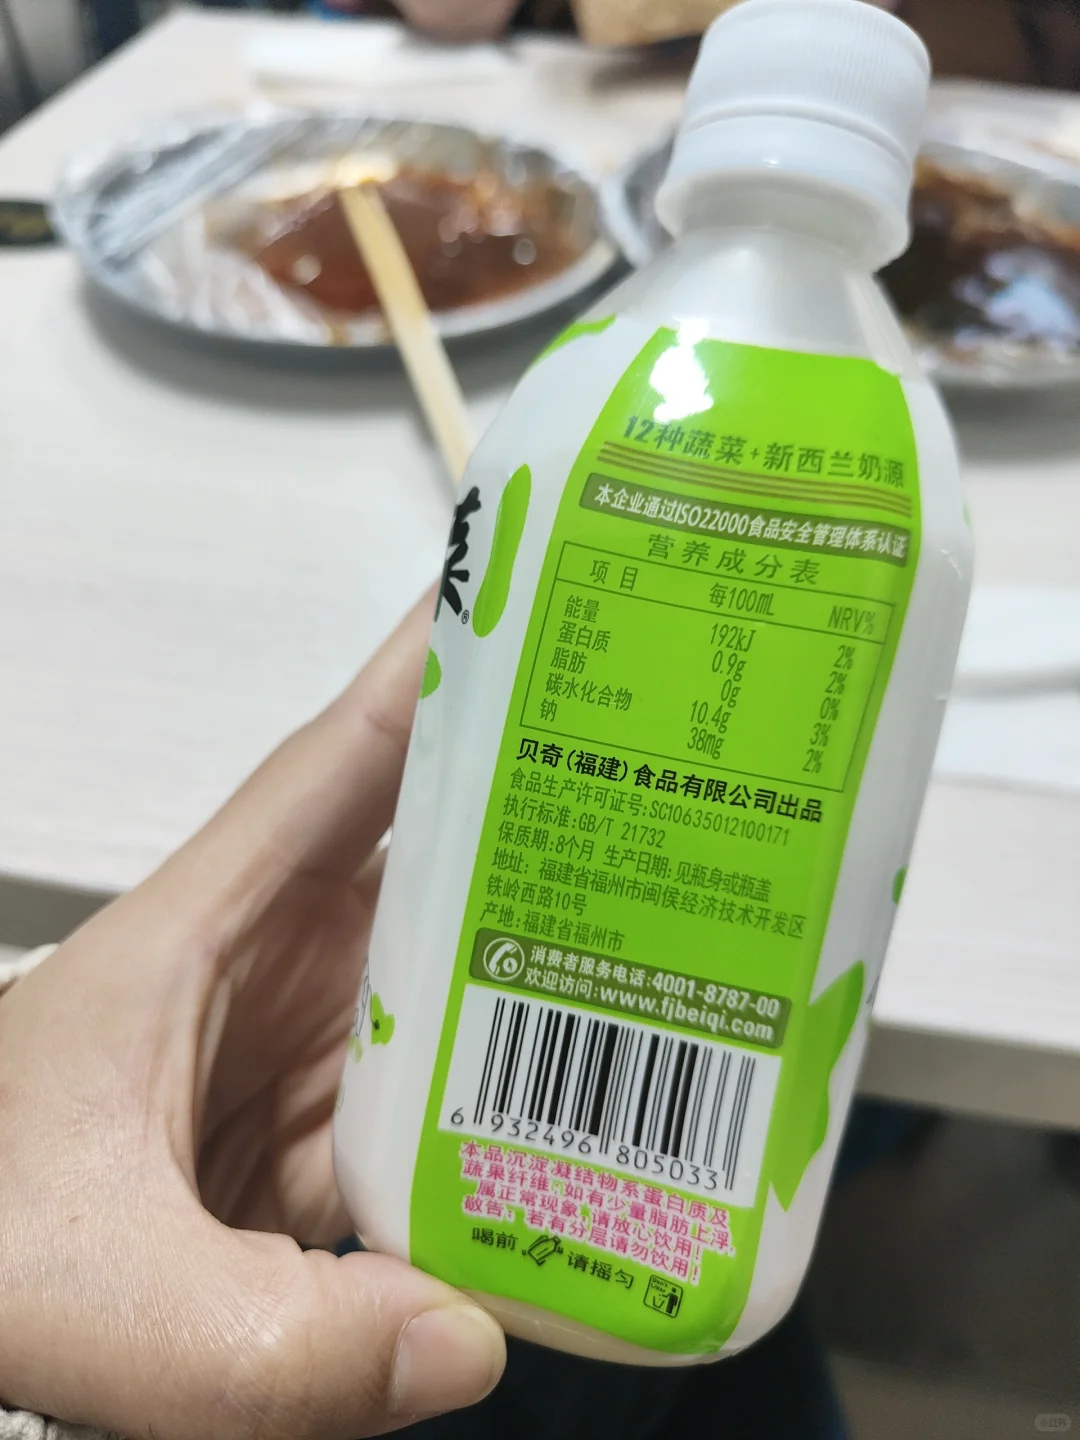 12种蔬菜+新西兰奶源
本企业通过ISO22000食品安全管理体系认证
营养成分表
项目 每100mL NRV%
能量 192kJ 2%
蛋白质 0.9g 2%
脂肪 0g 0%
碳水化合物 10.4g 3%
钠 38mg 2%
贝奇(福建)食品有限公司出品
食品生产许可证号:SC10635012100171
执行标准:GB/T 21732
保质期:8个月 生产日期:见瓶身或瓶盖
地址:福建省福州市闽侯经济技术开发区
铁岭西路10号
产地:福建省福州市
消费者服务电话:4001-8787-00
欢迎访问:www.fjbeiqi.com
6 932496 805033
本品沉淀凝结物系蛋白质及
蔬果纤维,如有少量脂肪上浮,
属正常现象,请放心饮用!
敬告:若有分层请勿饮用!
喝前 请摇匀
菜®
小红书